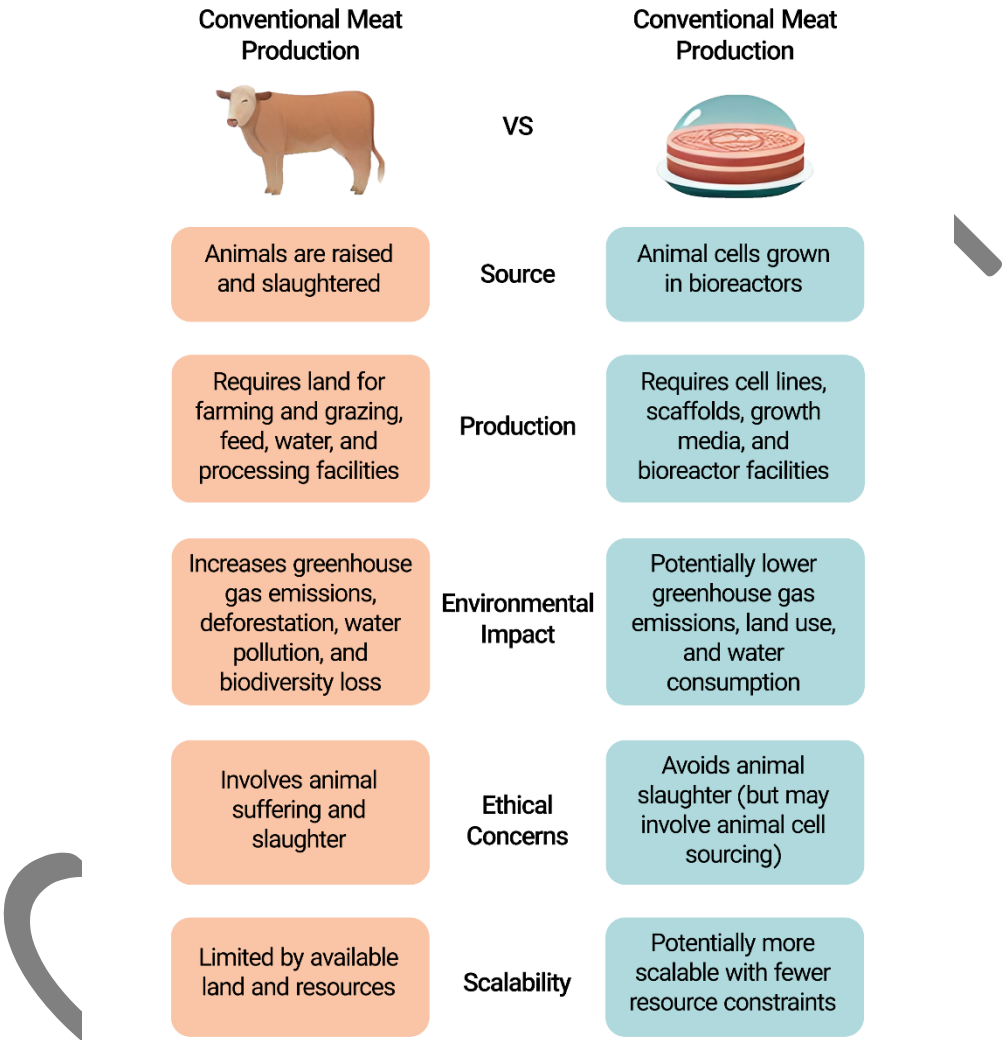 Conventional Meat
Production
Conventional Meat
Production
VS
Animals are raised
and slaughtered
Source
Animal cells grown
in bioreactors
Requires land for
farming and grazing,
feed, water, and
processing facilities
Production
Requires cell lines,
scaffolds, growth
media, and
bioreactor facilities
Increases greenhouse
gas emissions,
deforestation, water
pollution, and
biodiversity loss
Environmental
Impact
Potentially lower
greenhouse gas
emissions, land use,
and water
consumption
Involves animal
suffering and
slaughter
Ethical
Concerns
Avoids animal
slaughter (but may
involve animal cell
sourcing)
Limited by available
land and resources
Scalability
Potentially more
scalable with fewer
resource constraints